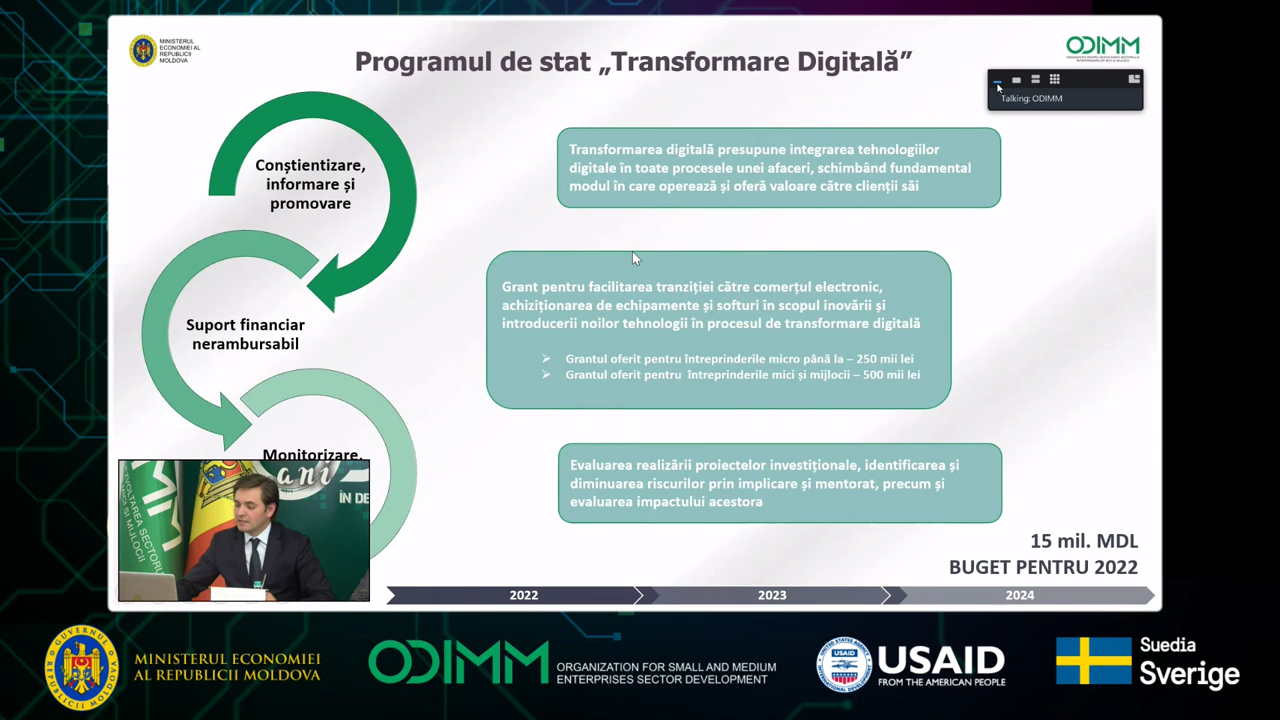 MINISTERUL
ECONOMIEI AL
REPUBLICII
MOLDOVA
Programul de stat „Transformare Digitală”
ODIMM
Talking: ODIMM
Conștientizare,
informare și
promovare
Transformarea digitală presupune integrarea tehnologiilor
digitale în toate procesele unei afaceri, schimbând fundamental
modul în care operează și oferă valoare către clienții săi
Suport financiar
nerambursabil
Grant pentru facilitarea tranziției către comerțul electronic,
achiziționarea de echipamente și softuri în scopul inovării și
introducerii noilor tehnologii în procesul de transformare digitală
Grantul oferit pentru întreprinderile micro până la – 250 mii lei
Grantul oferit pentru întreprinderile mici și mijlocii – 500 mii lei
Monitorizare,
Evaluarea realizării proiectelor investiționale, identificarea și
diminuarea riscurilor prin implicare și mentorat, precum și
evaluarea impactului acestora
ani
ÎN DE
15 mil. MDL
BUGET PENTRU 2022
2022
2023
2024
MINISTERUL ECONOMIEI
AL REPUBLICII MOLDOVA
ODIMM
ORGANIZATION FOR SMALL AND MEDIUM
ENTERPRISES SECTOR DEVELOPMENT
USAID
FROM THE AMERICAN PEOPLE
Suedia
Sverige